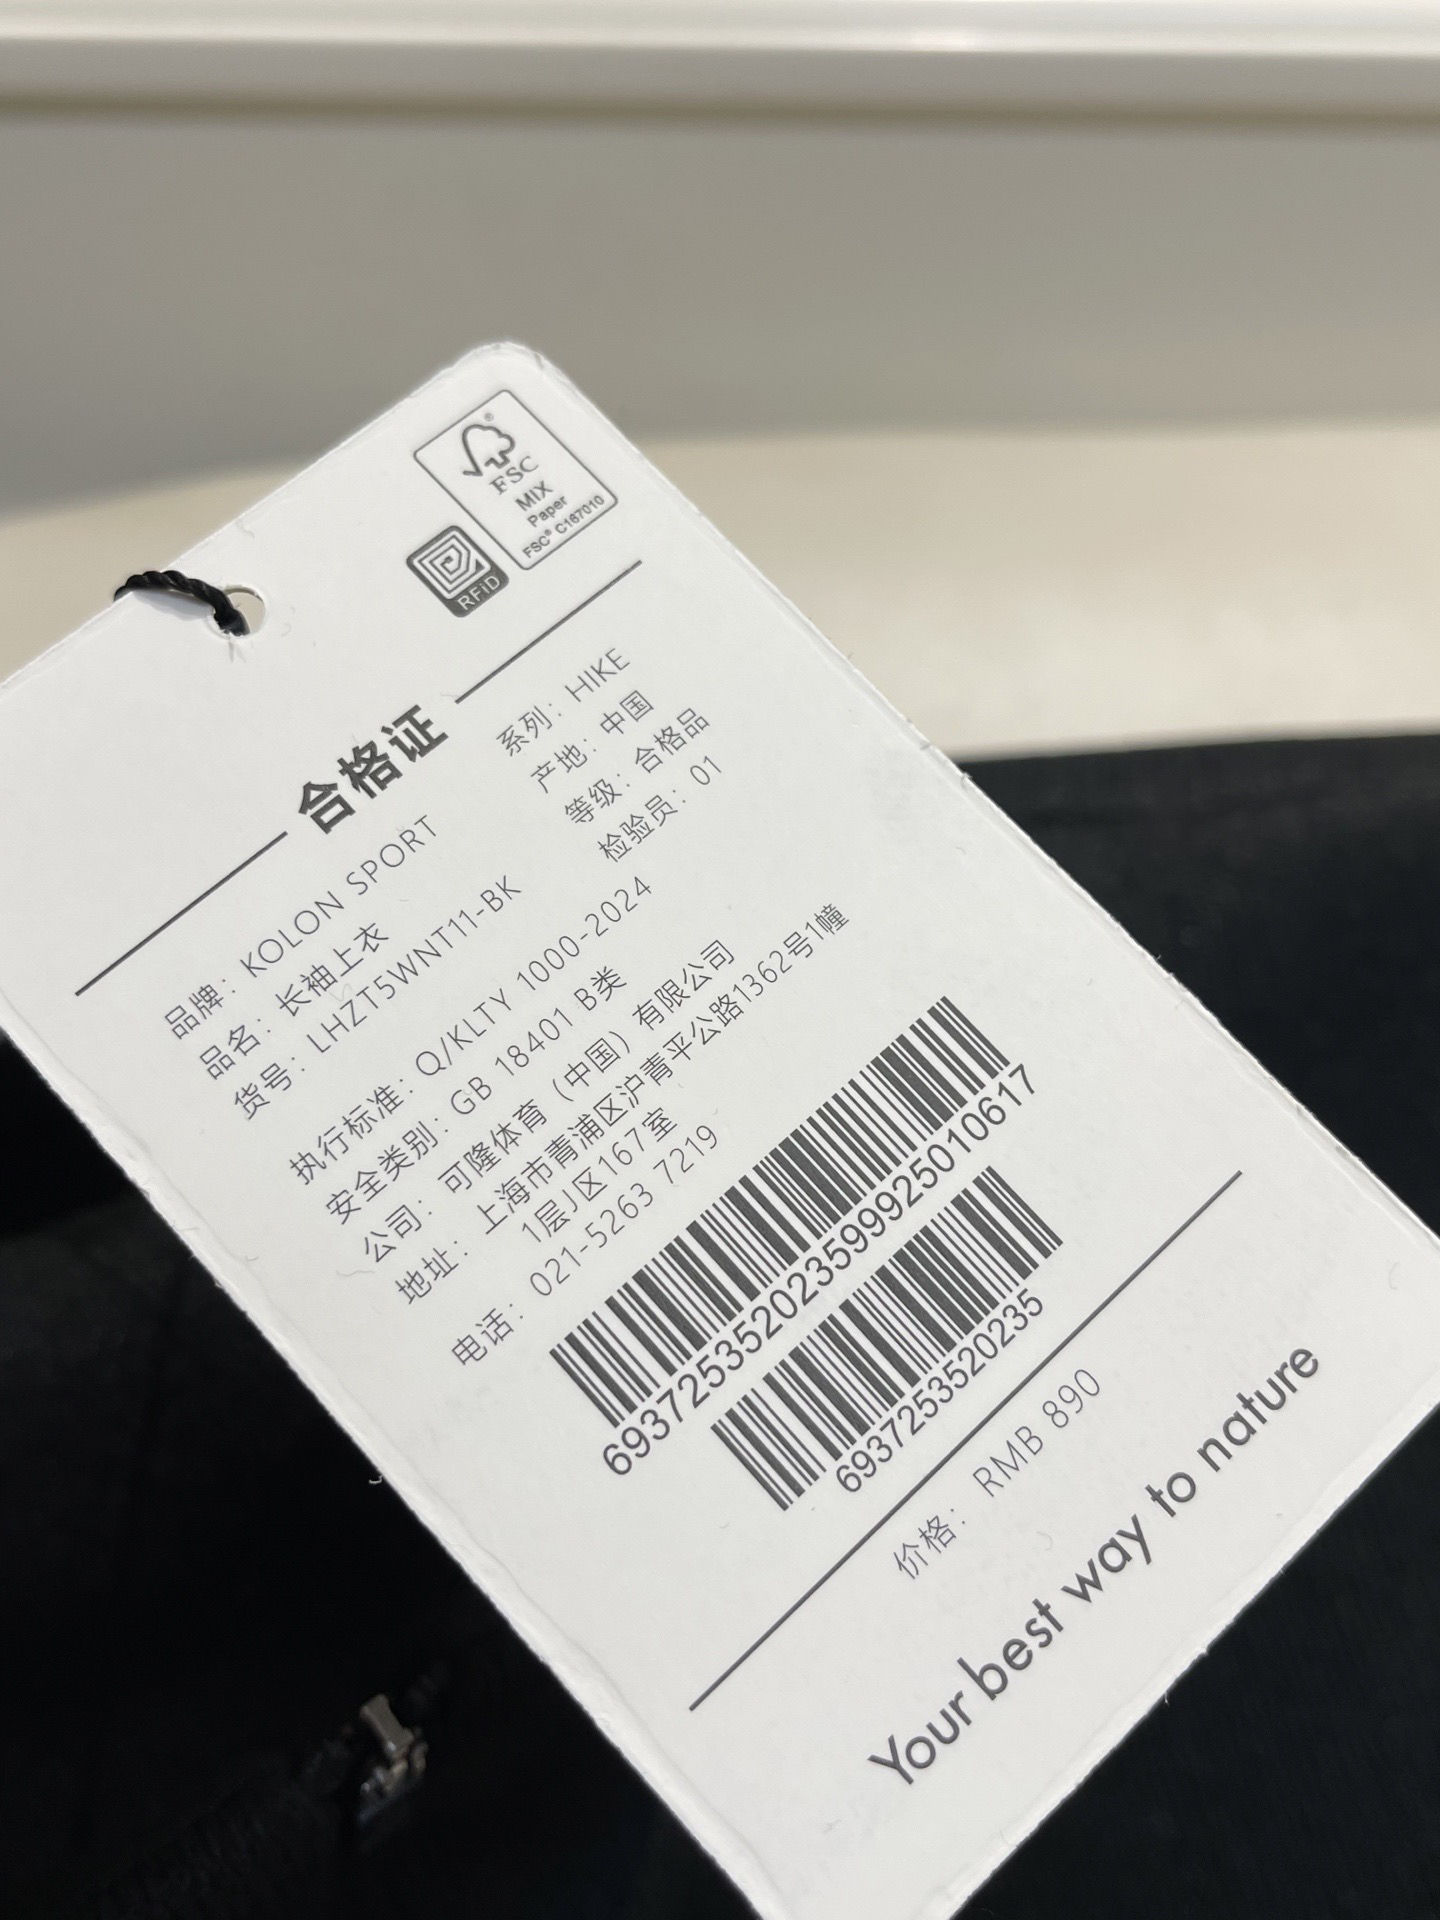 FSC®
MIX
Paper
FSC® C167010
RFiD
合格证
品牌：KOLON SPORT
系列：HIKE
品名：长袖上衣
产地：中国
货号：LHZT5WNT11-BK
等级：合格品
检验员：01
执行标准：Q/KLTY 1000-2024
安全类别：GB 18401 B类
公司：可隆体育（中国）有限公司
地址：上海市青浦区沪青平公路1362号1幢
1层J区167室
电话：021-5263 7219
69372535202359992501061​7
6937253520235
价格：RMB 890
Your best way to nature